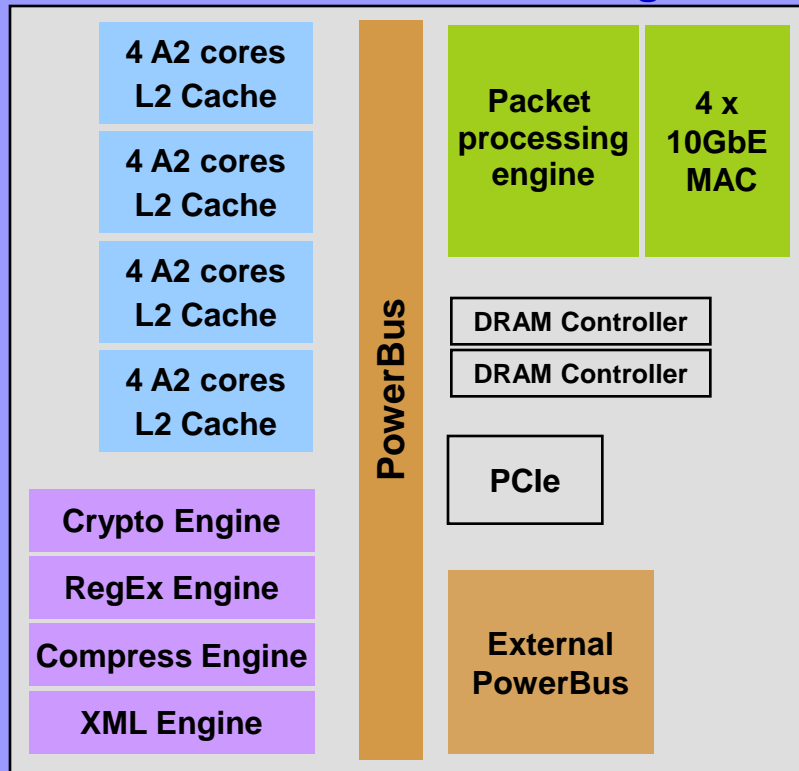 4 A2 cores
L2 Cache
4 A2 cores
L2 Cache
4 A2 cores
L2 Cache
4 A2 cores
L2 Cache
Crypto Engine
RegEx Engine
Compress Engine
XML Engine
PowerBus
Packet
processing
engine
4 x
10GbE
MAC
DRAM Controller
DRAM Controller
PCIe
External
PowerBus